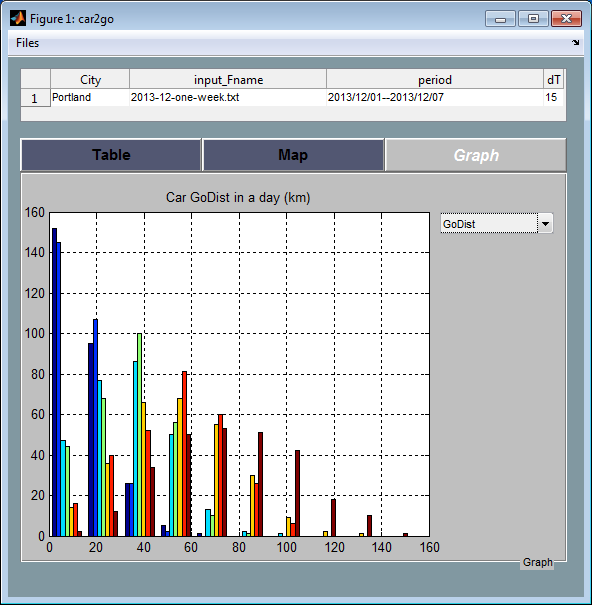 Figure 1: car2go
Files
City input_Fname period dT
1 Portland 2013-12-one-week.txt 2013/12/01--2013/12/07 15
Table Map Graph
Car GoDist in a day (km)
GoDist
160
140
120
100
80
60
40
20
0
0 20 40 60 80 100 120 140 160
Graph